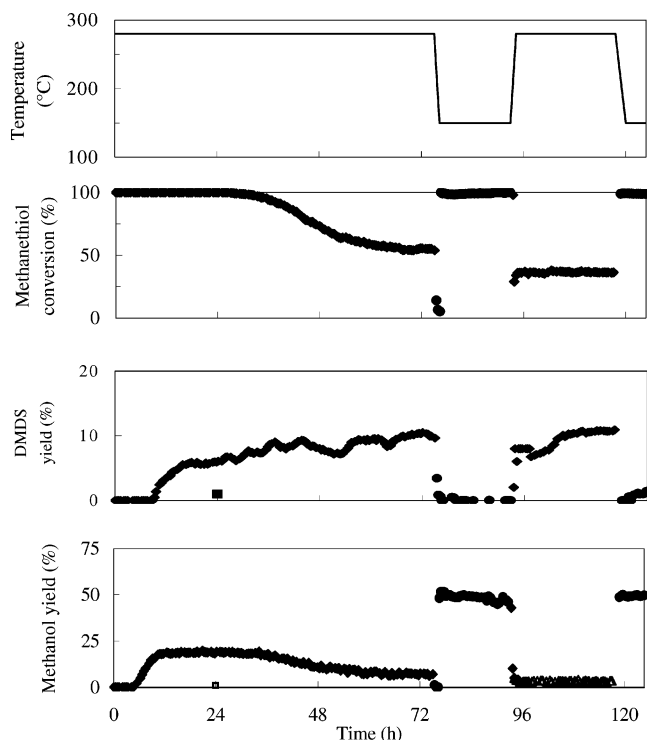 300
200
100
Temperature
(°C)
100
50
0
Methanethiol
conversion (%)
20
10
0
DMDS
yield (%)
75
50
25
0
Methanol yield (%)
0 24 48 72 96 120
Time (h)